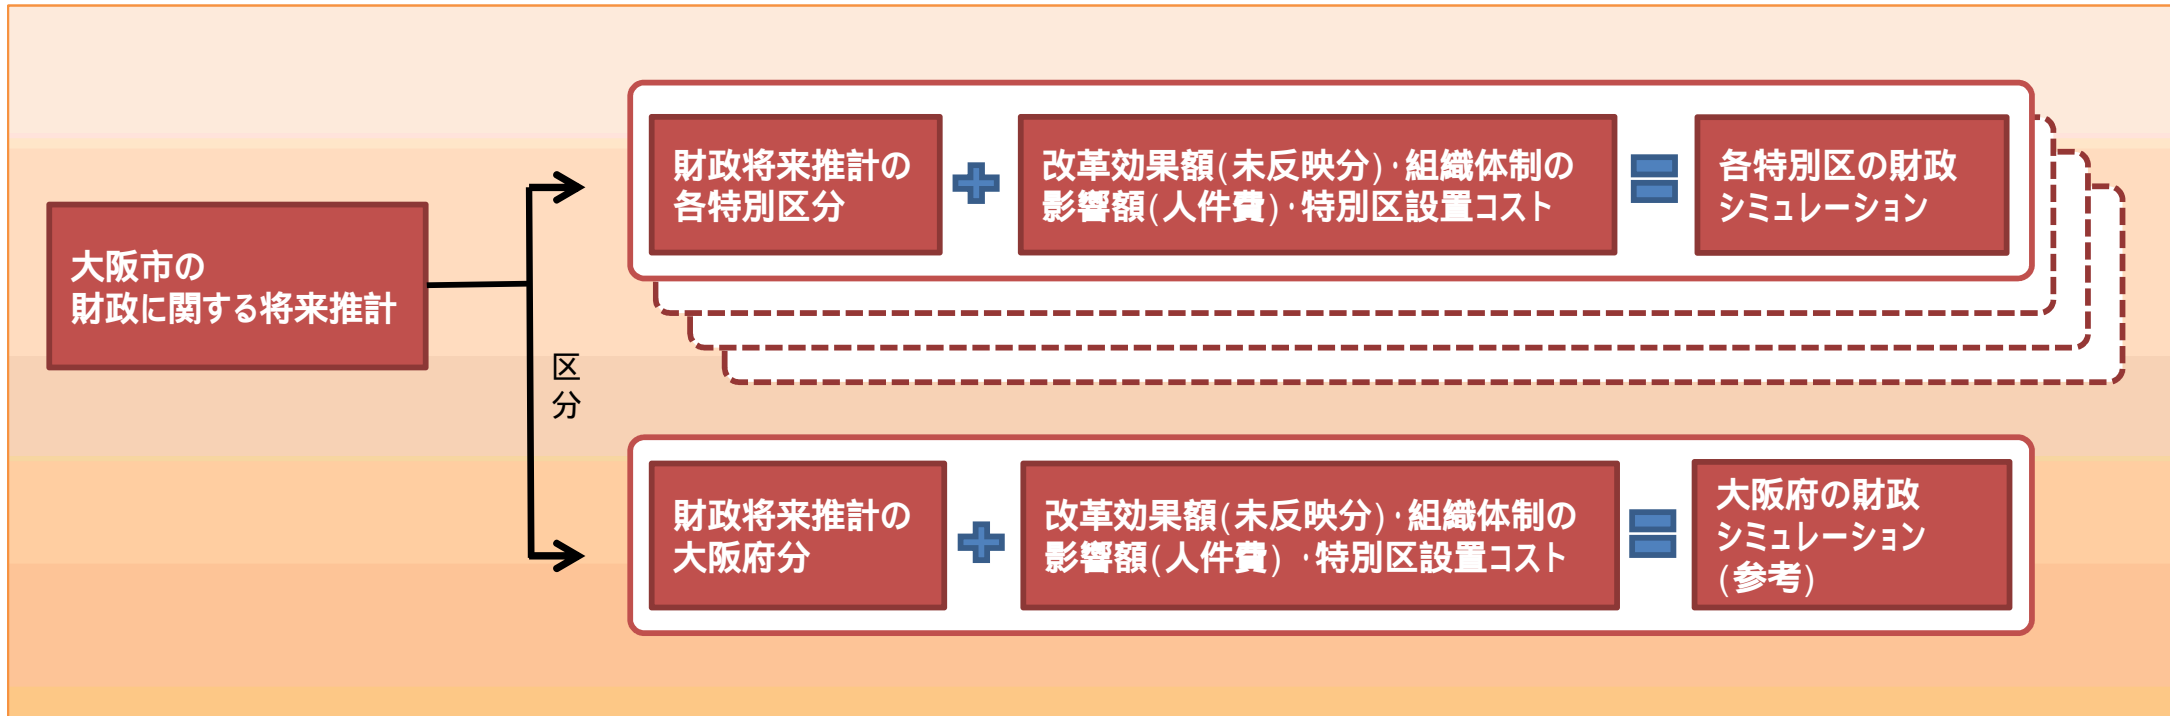 大阪市の
財政に関する将来推計
区
分
財政将来推計の
各特別区分
改革効果額(未反映分)・組織体制の
影響額(人件費)・特別区設置コスト
各特別区の財政
シミュレーション
財政将来推計の
大阪府分
改革効果額(未反映分)・組織体制の
影響額(人件費)・特別区設置コスト
大阪府の財政
シミュレーション
(参考)